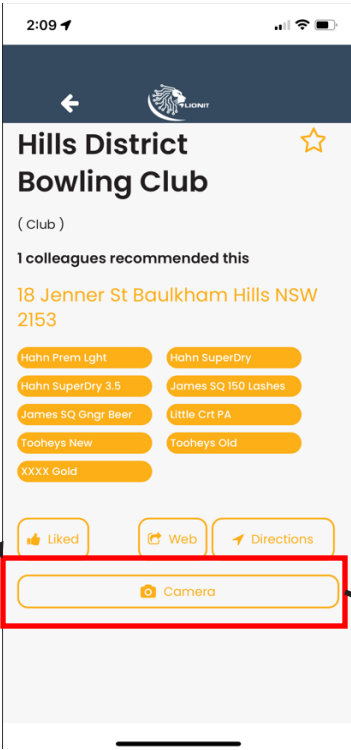 2:09
LIONIT
Hills District
Bowling Club
( Club )
1 colleagues recommended this
18 Jenner St Baulkham Hills NSW
2153
Hahn Prem Lght
Hahn SuperDry
Hahn SuperDry 3.5
James SQ 150 Lashes
James SQ Gngr Beer
Little Crt PA
Tooheys New
Tooheys Old
XXXX Gold
Liked
Web
Directions
Camera